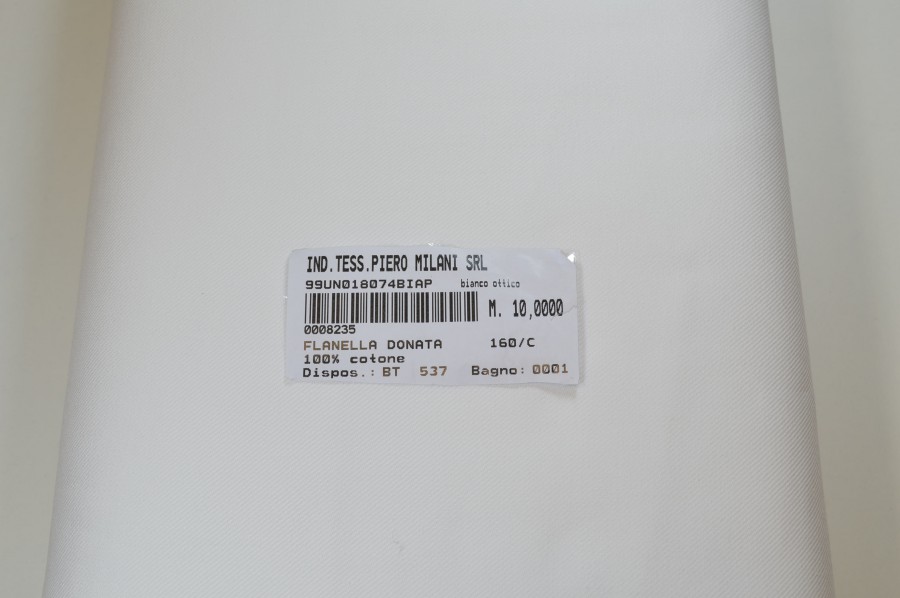 IND.TESS.PIERO MILANI SRL
99UN018074BIAP bianco ottico
M. 10,0000
0008235
FLANELLA DONATA 160/C
100% cotone
Dispos.: BT 537 Bagno: 0001